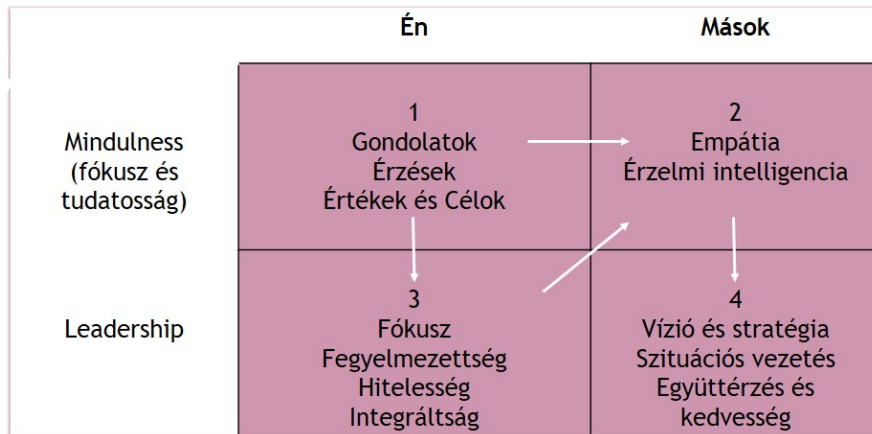 Én
Mások
Mindulness
(fókusz és
tudatosság)
1
Gondolatok
Érzések
Értékek és Célok
2
Empátia
Érzelmi intelligencia
Leadership
3
Fókusz
Fegyelmezettség
Hitelesség
Integráltság
4
Vízió és stratégia
Szituációs vezetés
Együttérzés és
kedvesség